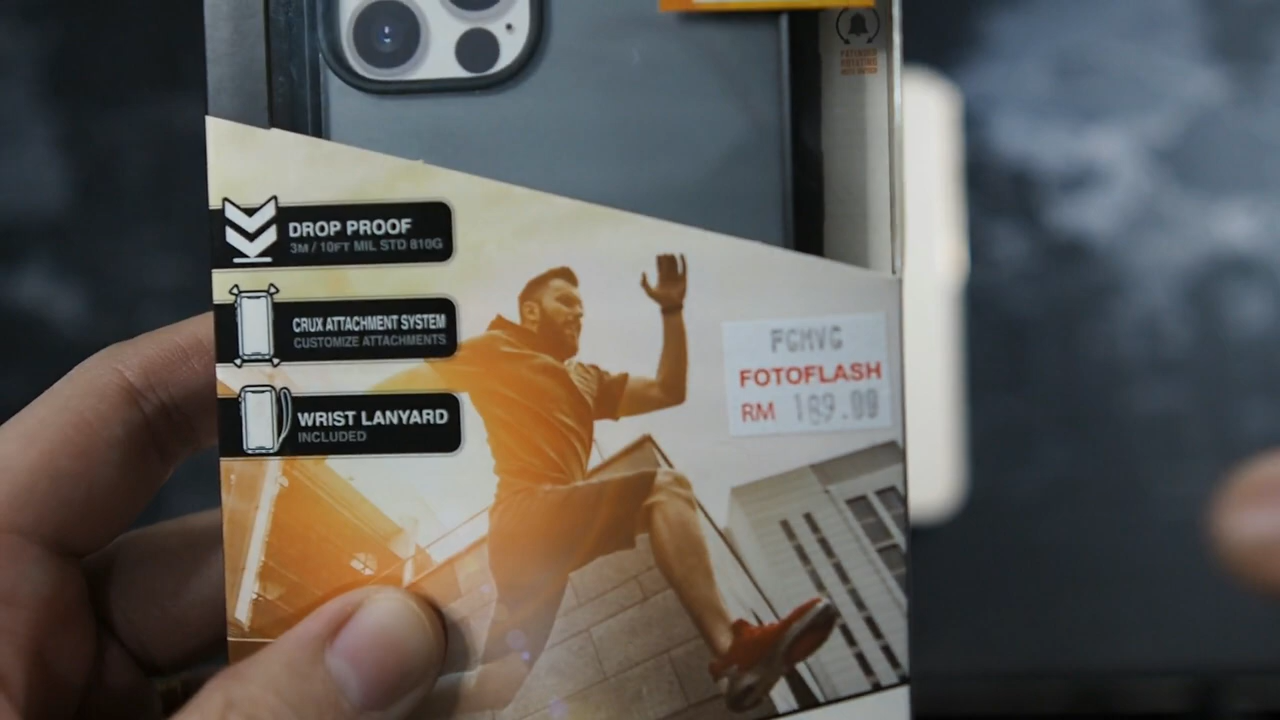 DROP PROOF
3M / 10FT MIL STD 810G
CRUX ATTACHMENT SYSTEM
CUSTOMIZE ATTACHMENTS
WRIST LANYARD
INCLUDED
FCMVC
FOTOFLASH
RM 189.00